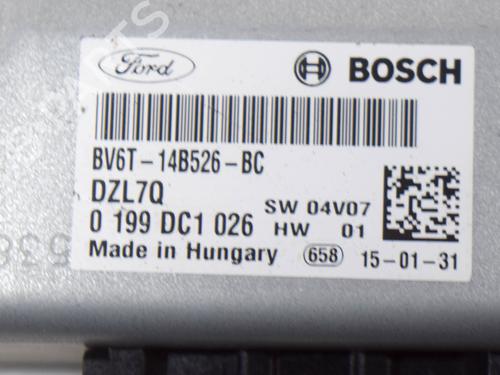 Ford BOSCH
BV6T-14B526-BC
DZL7Q
0 199 DC1 026 SW 04V07
HW 01
Made in Hungary 658 15-01-31